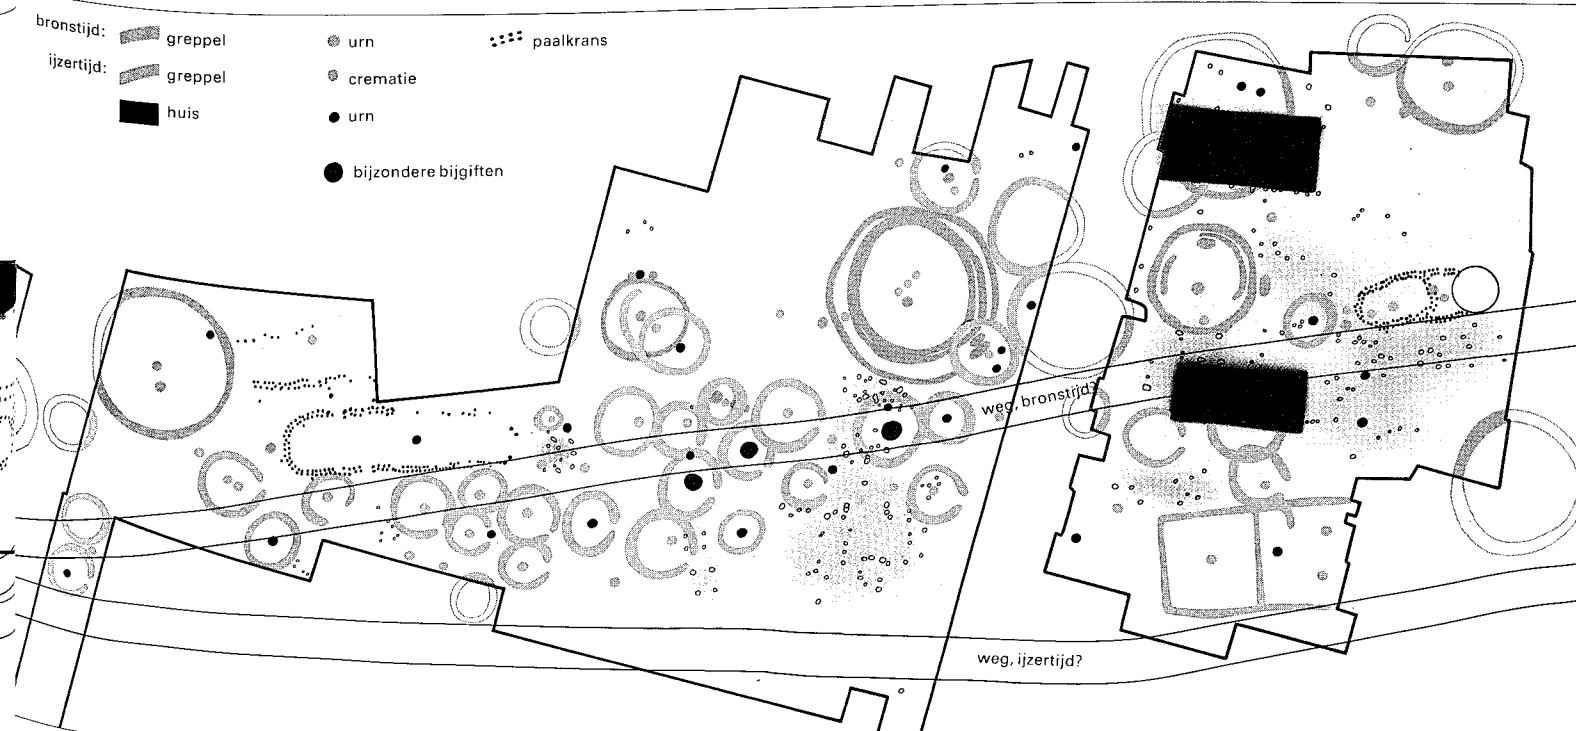 bronstijd: greppel urn paalkrans
ijzertijd: greppel crematie
huis urn
bijzondere bijgiften
weg, bronstijd?
weg, ijzertijd?